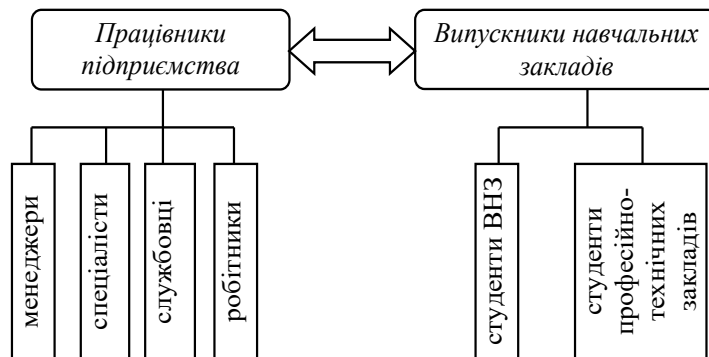 Працівники
підприємства
Випускники навчальних
закладів
менеджери
спеціалісти
службовці
робітники
студенти ВНЗ
студенти
професійно-
технічних
закладів